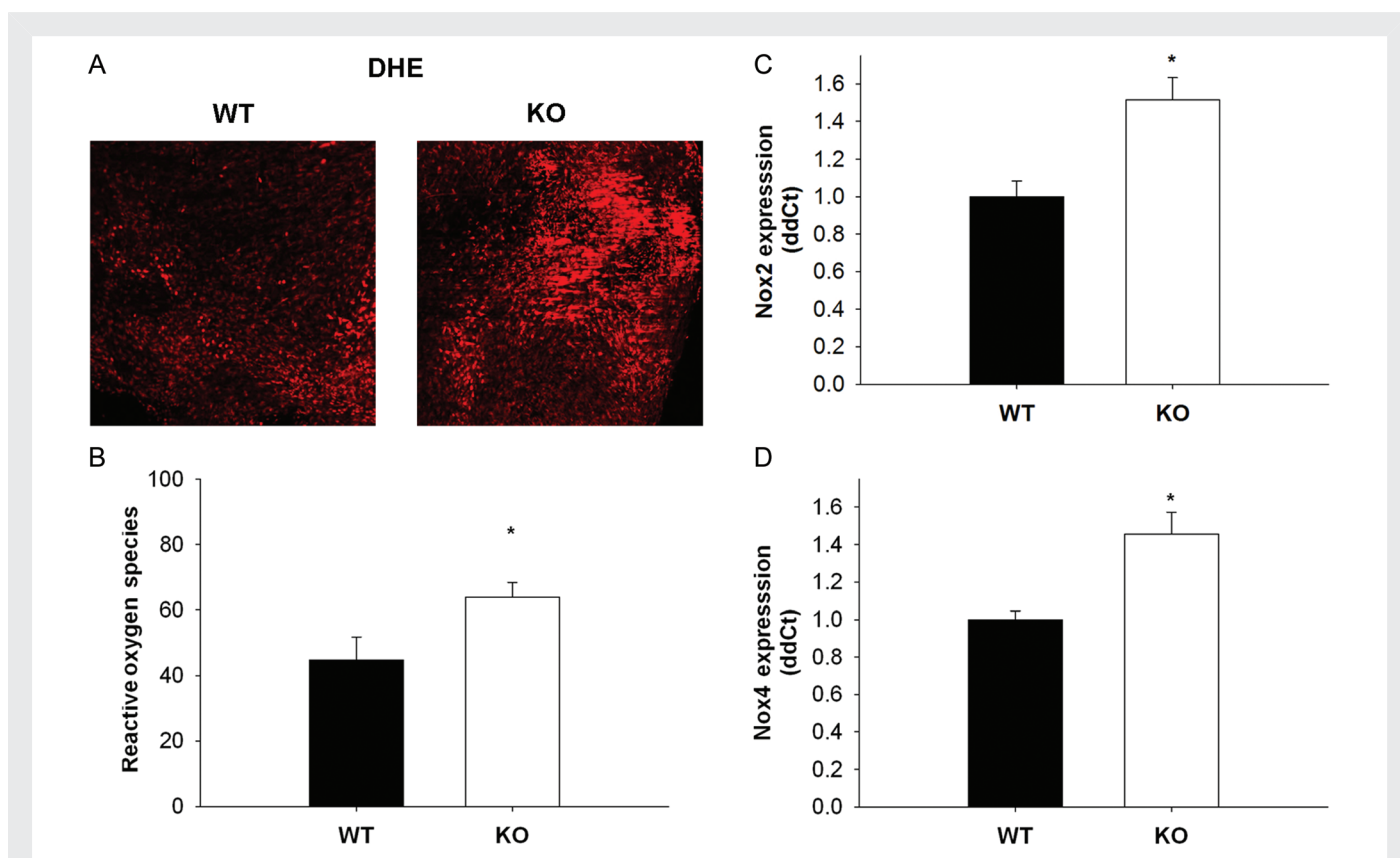 A
DHE
WT
KO
B
Reactive oxygen species
100
80
60
40
20
0
*
WT
KO
C
Nox2 expresssion
(ddCt)
1.6
1.4
1.2
1.0
0.8
0.6
0.4
0.2
0.0
*
WT
KO
D
Nox4 expresssion
(ddCt)
1.6
1.4
1.2
1.0
0.8
0.6
0.4
0.2
0.0
*
WT
KO